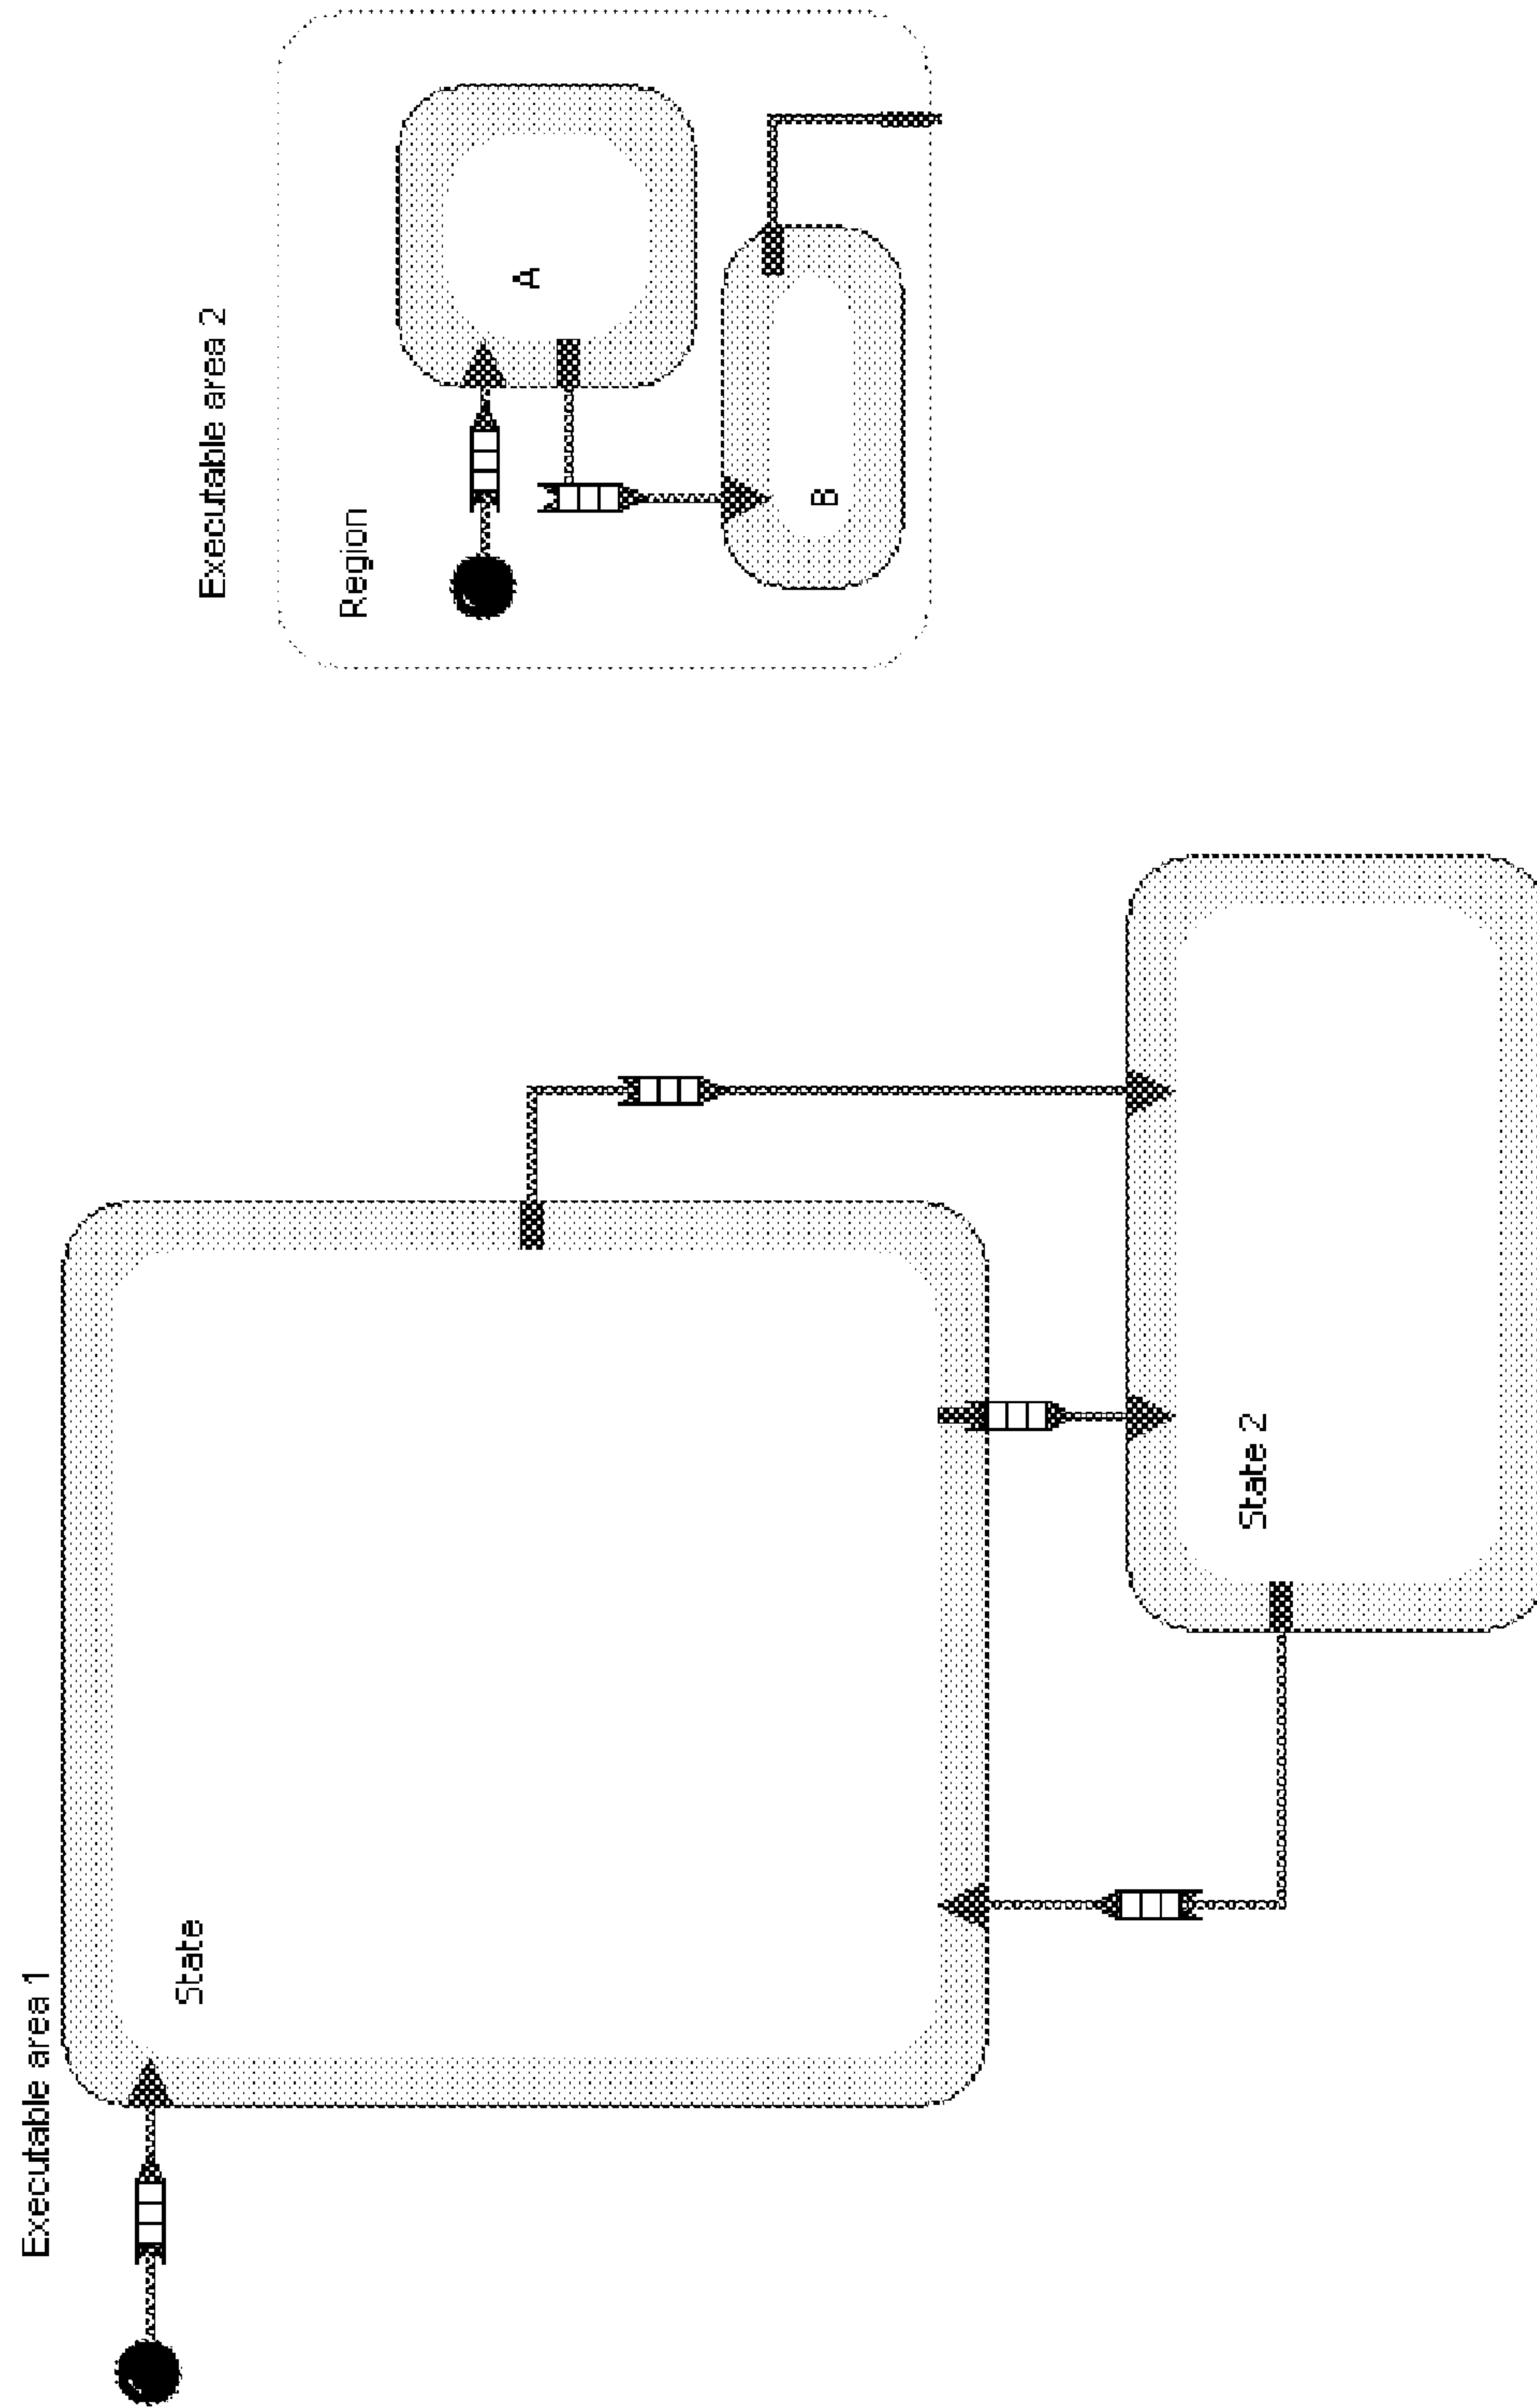 Executable area 1
State
State 2
Executable area 2
Region
A
B